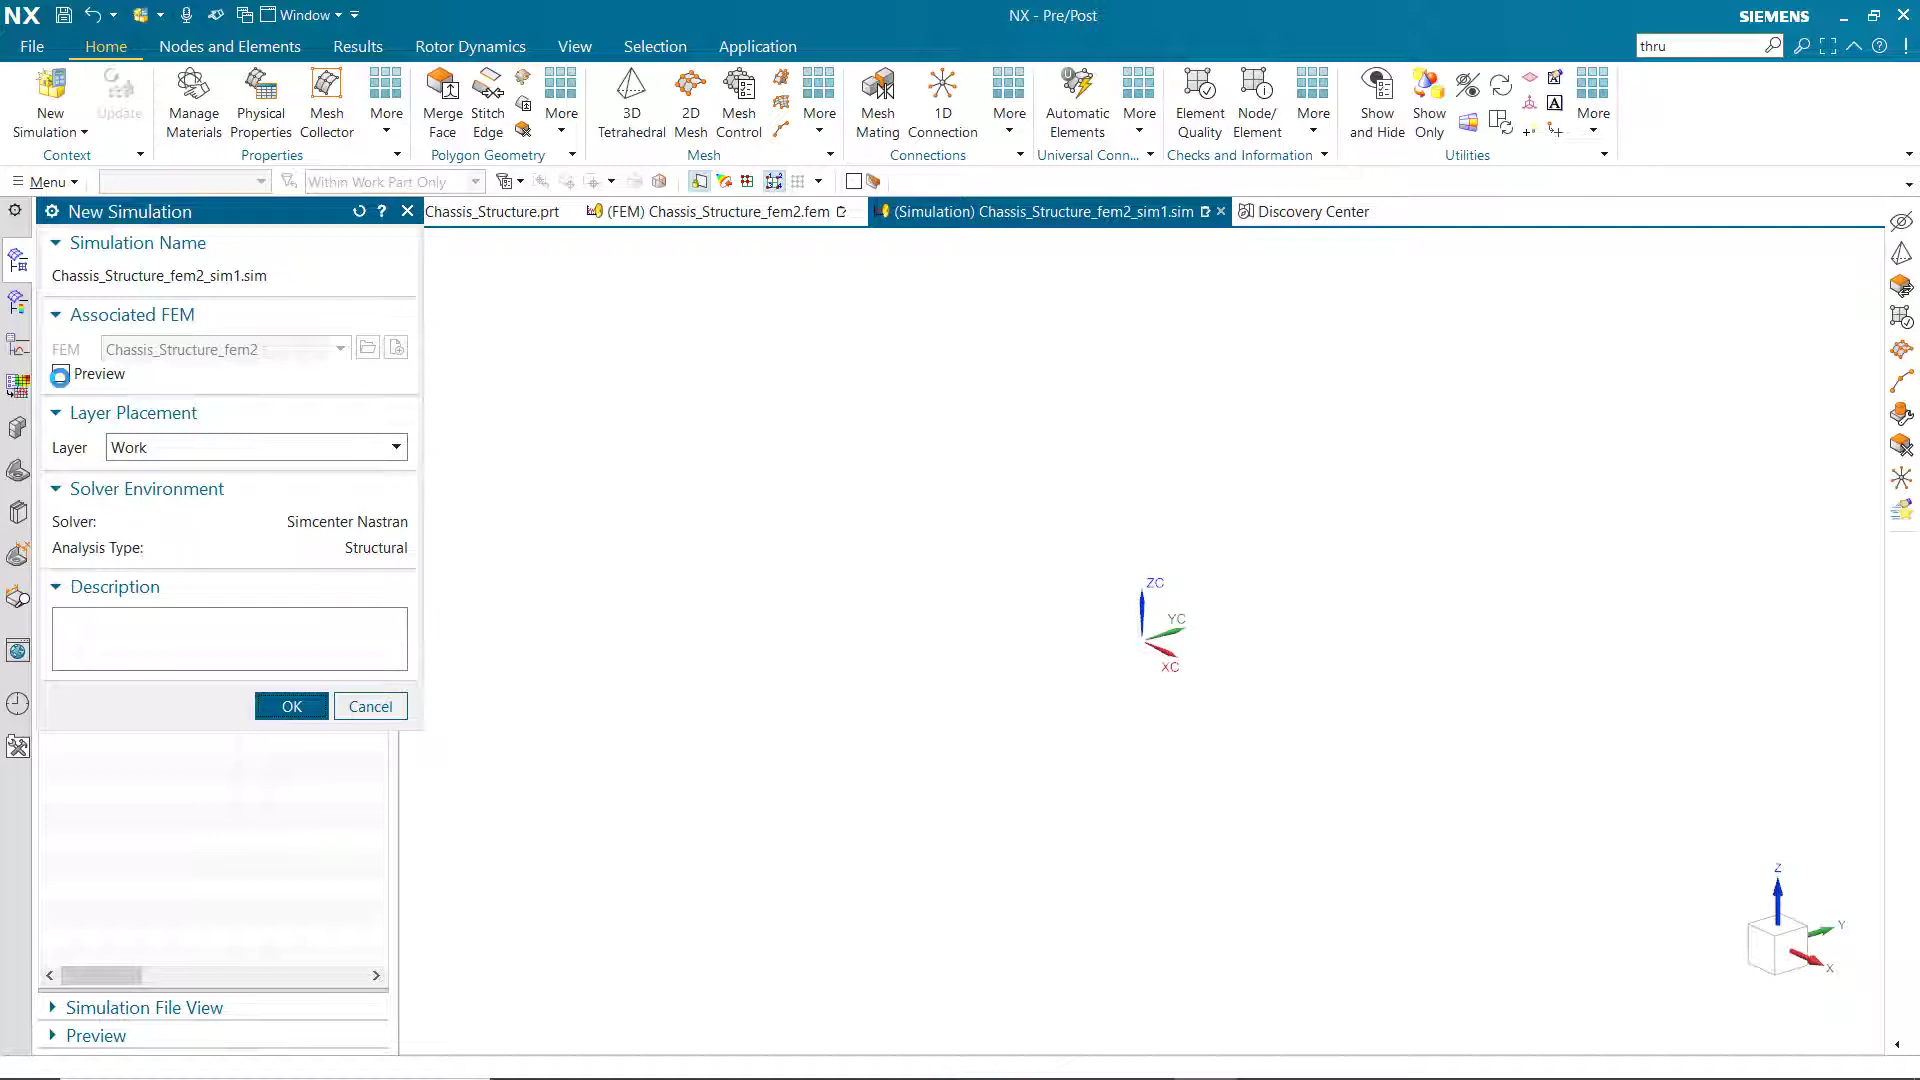 NX
Window
NX - Pre/Post
SIEMENS
File
Home
Nodes and Elements
Results
Rotor Dynamics
View
Selection
Application
thru
New Simulation
Update
Manage Materials
Physical Properties
Mesh Collector
More
Merge Face
Stitch Edge
More
3D Tetrahedral
2D Mesh
Mesh Control
More
Mesh Mating
1D Connection
More
Automatic Elements
More
Element Quality
Node/ Element
More
Show and Hide
Show Only
More
Context
Properties
Polygon Geometry
Mesh
Connections
Universal Conn...
Checks and Information
Utilities
Menu
Within Work Part Only
New Simulation
Chassis_Structure.prt
(FEM) Chassis_Structure_fem2.fem
(Simulation) Chassis_Structure_fem2_sim1.sim
Discovery Center
Simulation Name
Chassis_Structure_fem2_sim1.sim
Associated FEM
FEM Chassis_Structure_fem2
Preview
Layer Placement
Layer Work
Solver Environment
Solver: Simcenter Nastran
Analysis Type: Structural
Description
OK Cancel
Simulation File View
Preview
ZC
YC
XC
Z
Y
X